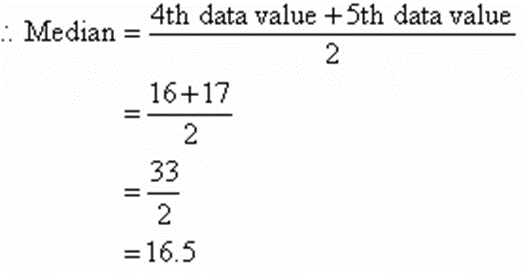 ∴ Median = (4th data value + 5th data value) / 2
= (16+17) / 2
= 33 / 2
= 16.5